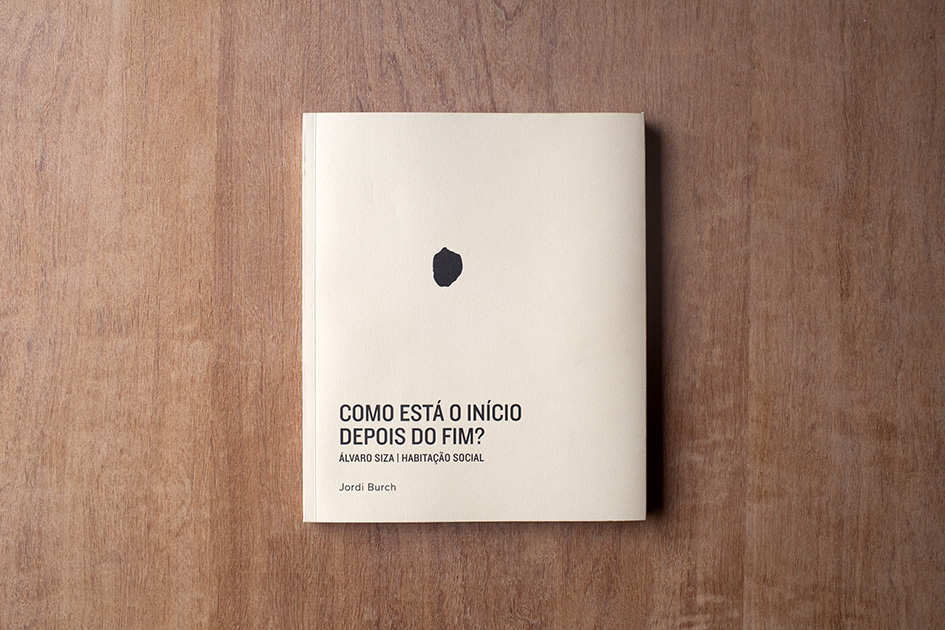 COMO ESTÁ O INÍCIO
DEPOIS DO FIM?
ÁLVARO SIZA | HABITAÇÃO SOCIAL
Jordi Burch